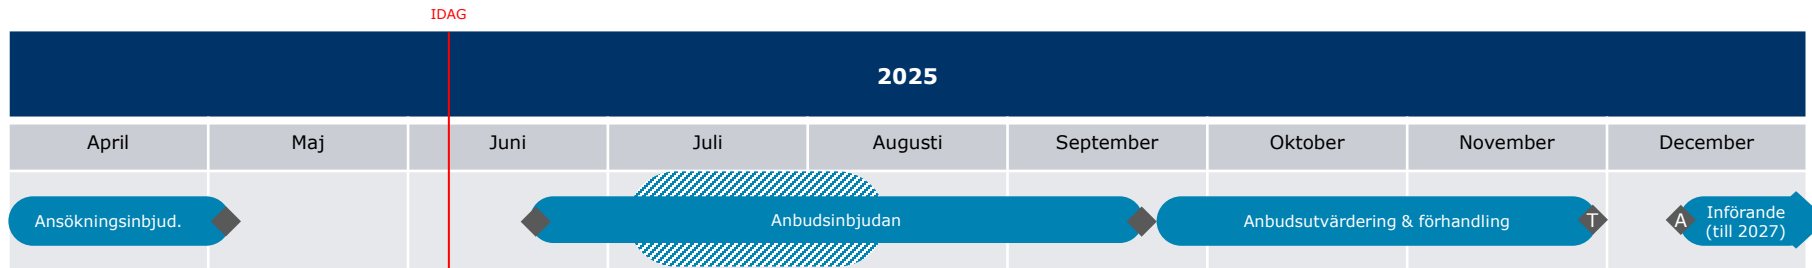 IDAG
2025
April
Maj
Juni
Juli
Augusti
September
Oktober
November
December
Ansökningsinbjud.
Anbudsinbjudan
Anbudsutvärdering & förhandling
T
A
Införande
(till 2027)